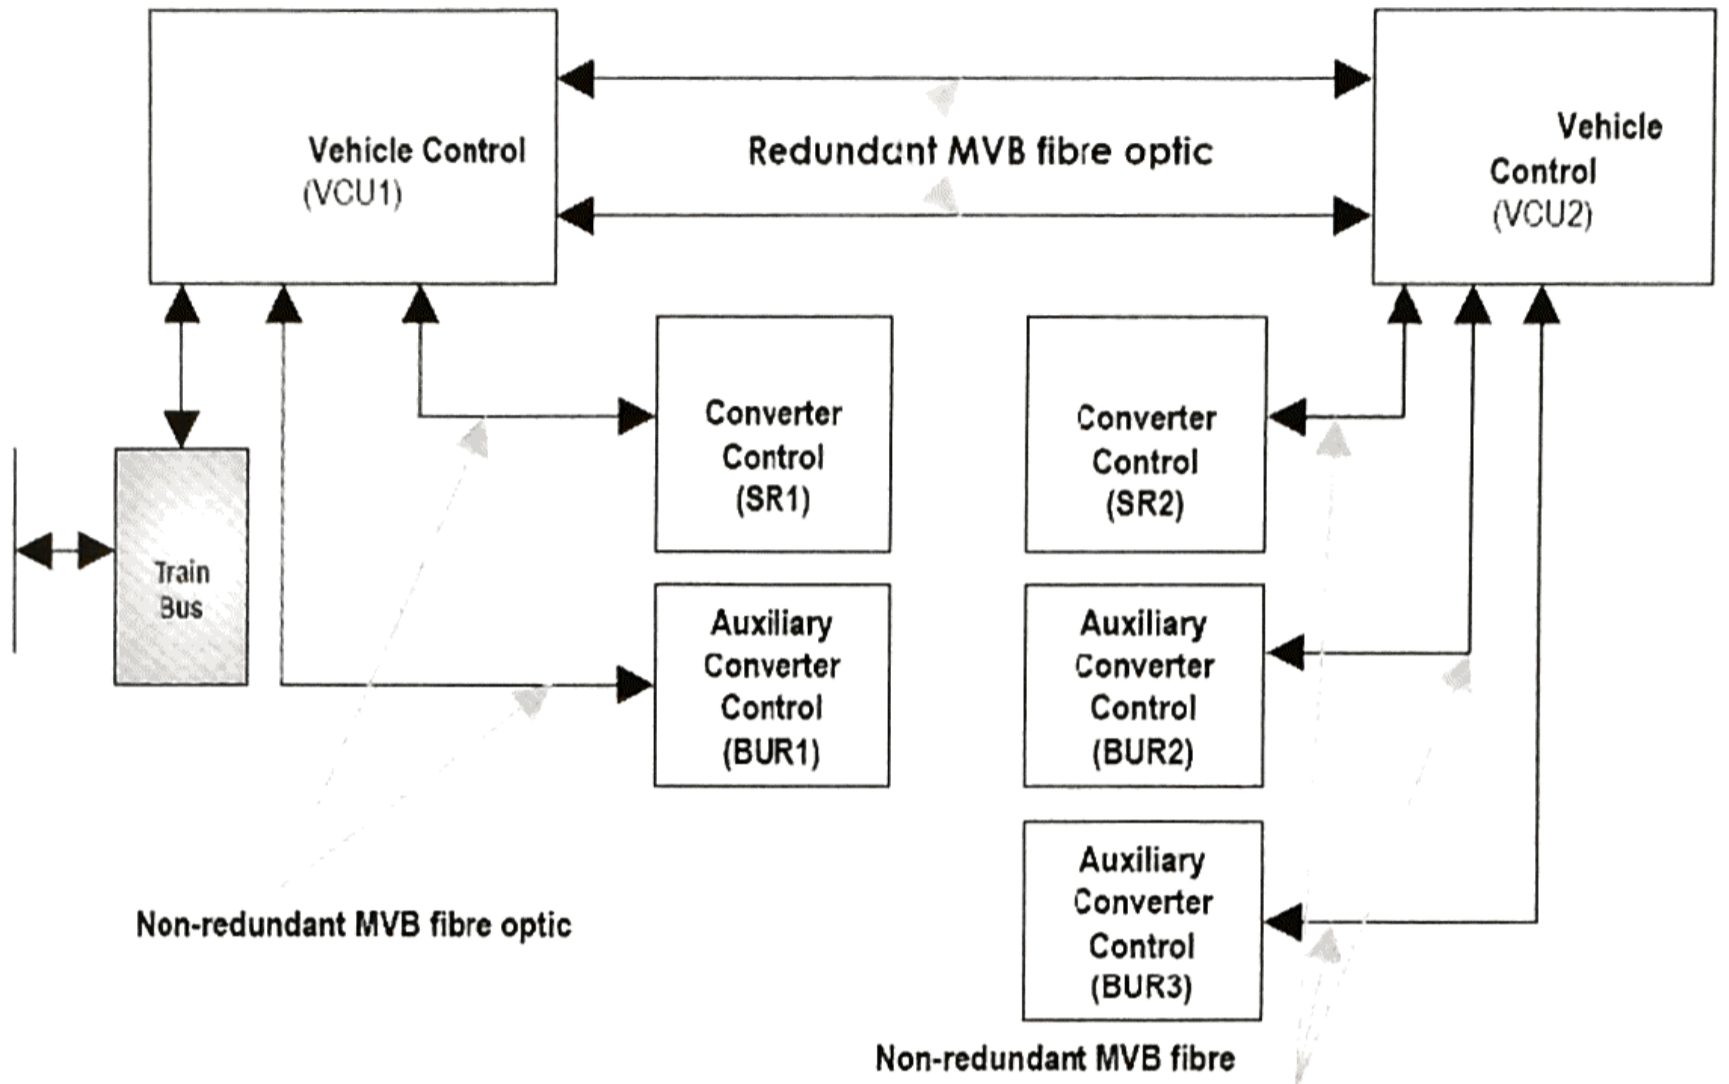 Vehicle Control
(VCU1)
Redundant MVB fibre optic
Vehicle
Control
(VCU2)
Converter
Control
(SR1)
Converter
Control
(SR2)
Train
Bus
Auxiliary
Converter
Control
(BUR1)
Auxiliary
Converter
Control
(BUR2)
Non-redundant MVB fibre optic
Auxiliary
Converter
Control
(BUR3)
Non-redundant MVB fibre